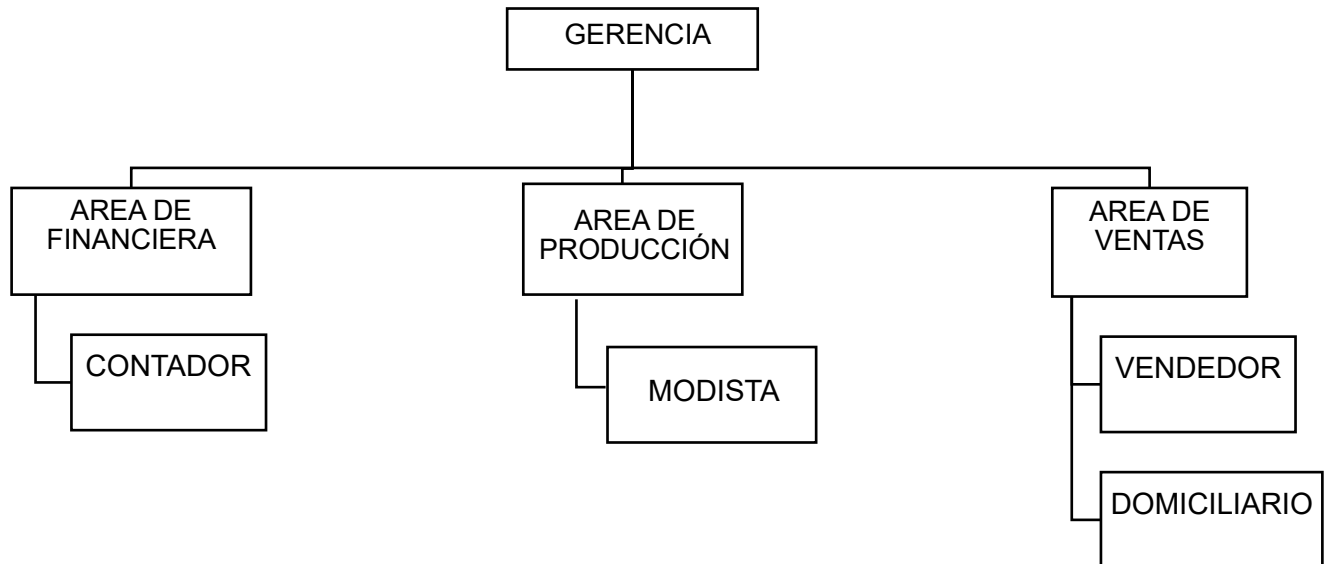 GERENCIA
AREA DE
FINANCIERA
AREA DE
PRODUCCIÓN
AREA DE
VENTAS
CONTADOR
MODISTA
VENDEDOR
DOMICILIARIO